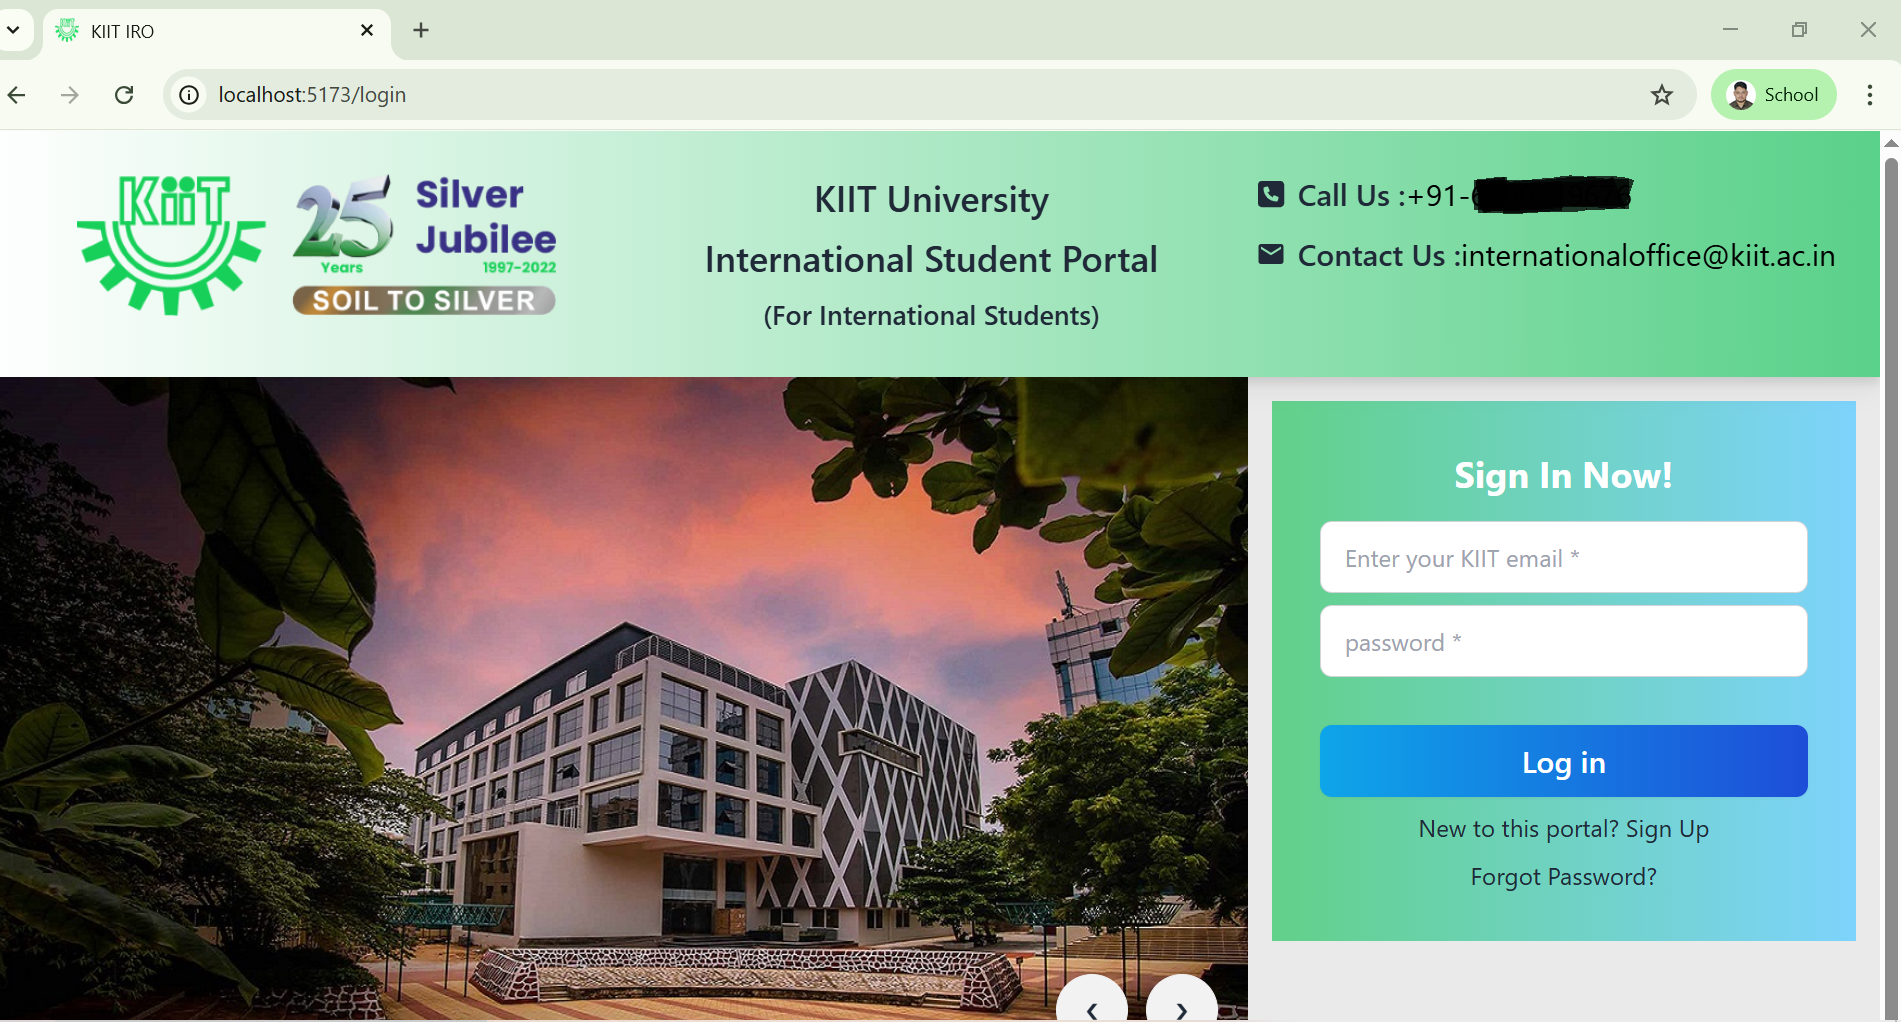 KIIT IRO
localhost:5173/login
School
KiiT
25 Years
Silver
Jubilee
1997-2022
SOIL TO SILVER
KIIT University
International Student Portal
(For International Students)
Call Us :+91-
Contact Us :internationaloffice@kiit.ac.in
Sign In Now!
Enter your KIIT email *
password *
Log in
New to this portal? Sign Up
Forgot Password?